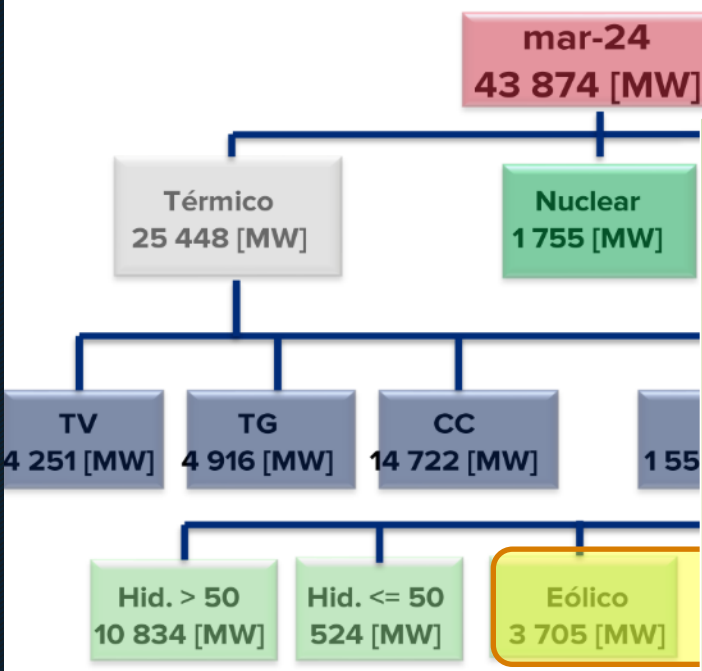 mar-24
43 874 [MW]
Térmico
25 448 [MW]
Nuclear
1 755 [MW]
TV
4 251 [MW]
TG
4 916 [MW]
CC
14 722 [MW]
1 55
Hid. > 50
10 834 [MW]
Hid. <= 50
524 [MW]
Eólico
3 705 [MW]